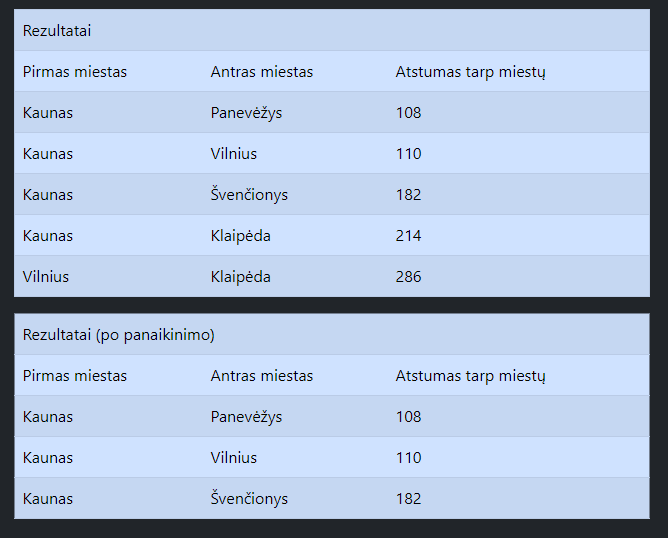 Rezultatai
Pirmas miestas Antras miestas Atstumas tarp miestų
Kaunas Panevėžys 108
Kaunas Vilnius 110
Kaunas Švenčionys 182
Kaunas Klaipėda 214
Vilnius Klaipėda 286
Rezultatai (po panaikinimo)
Pirmas miestas Antras miestas Atstumas tarp miestų
Kaunas Panevėžys 108
Kaunas Vilnius 110
Kaunas Švenčionys 182